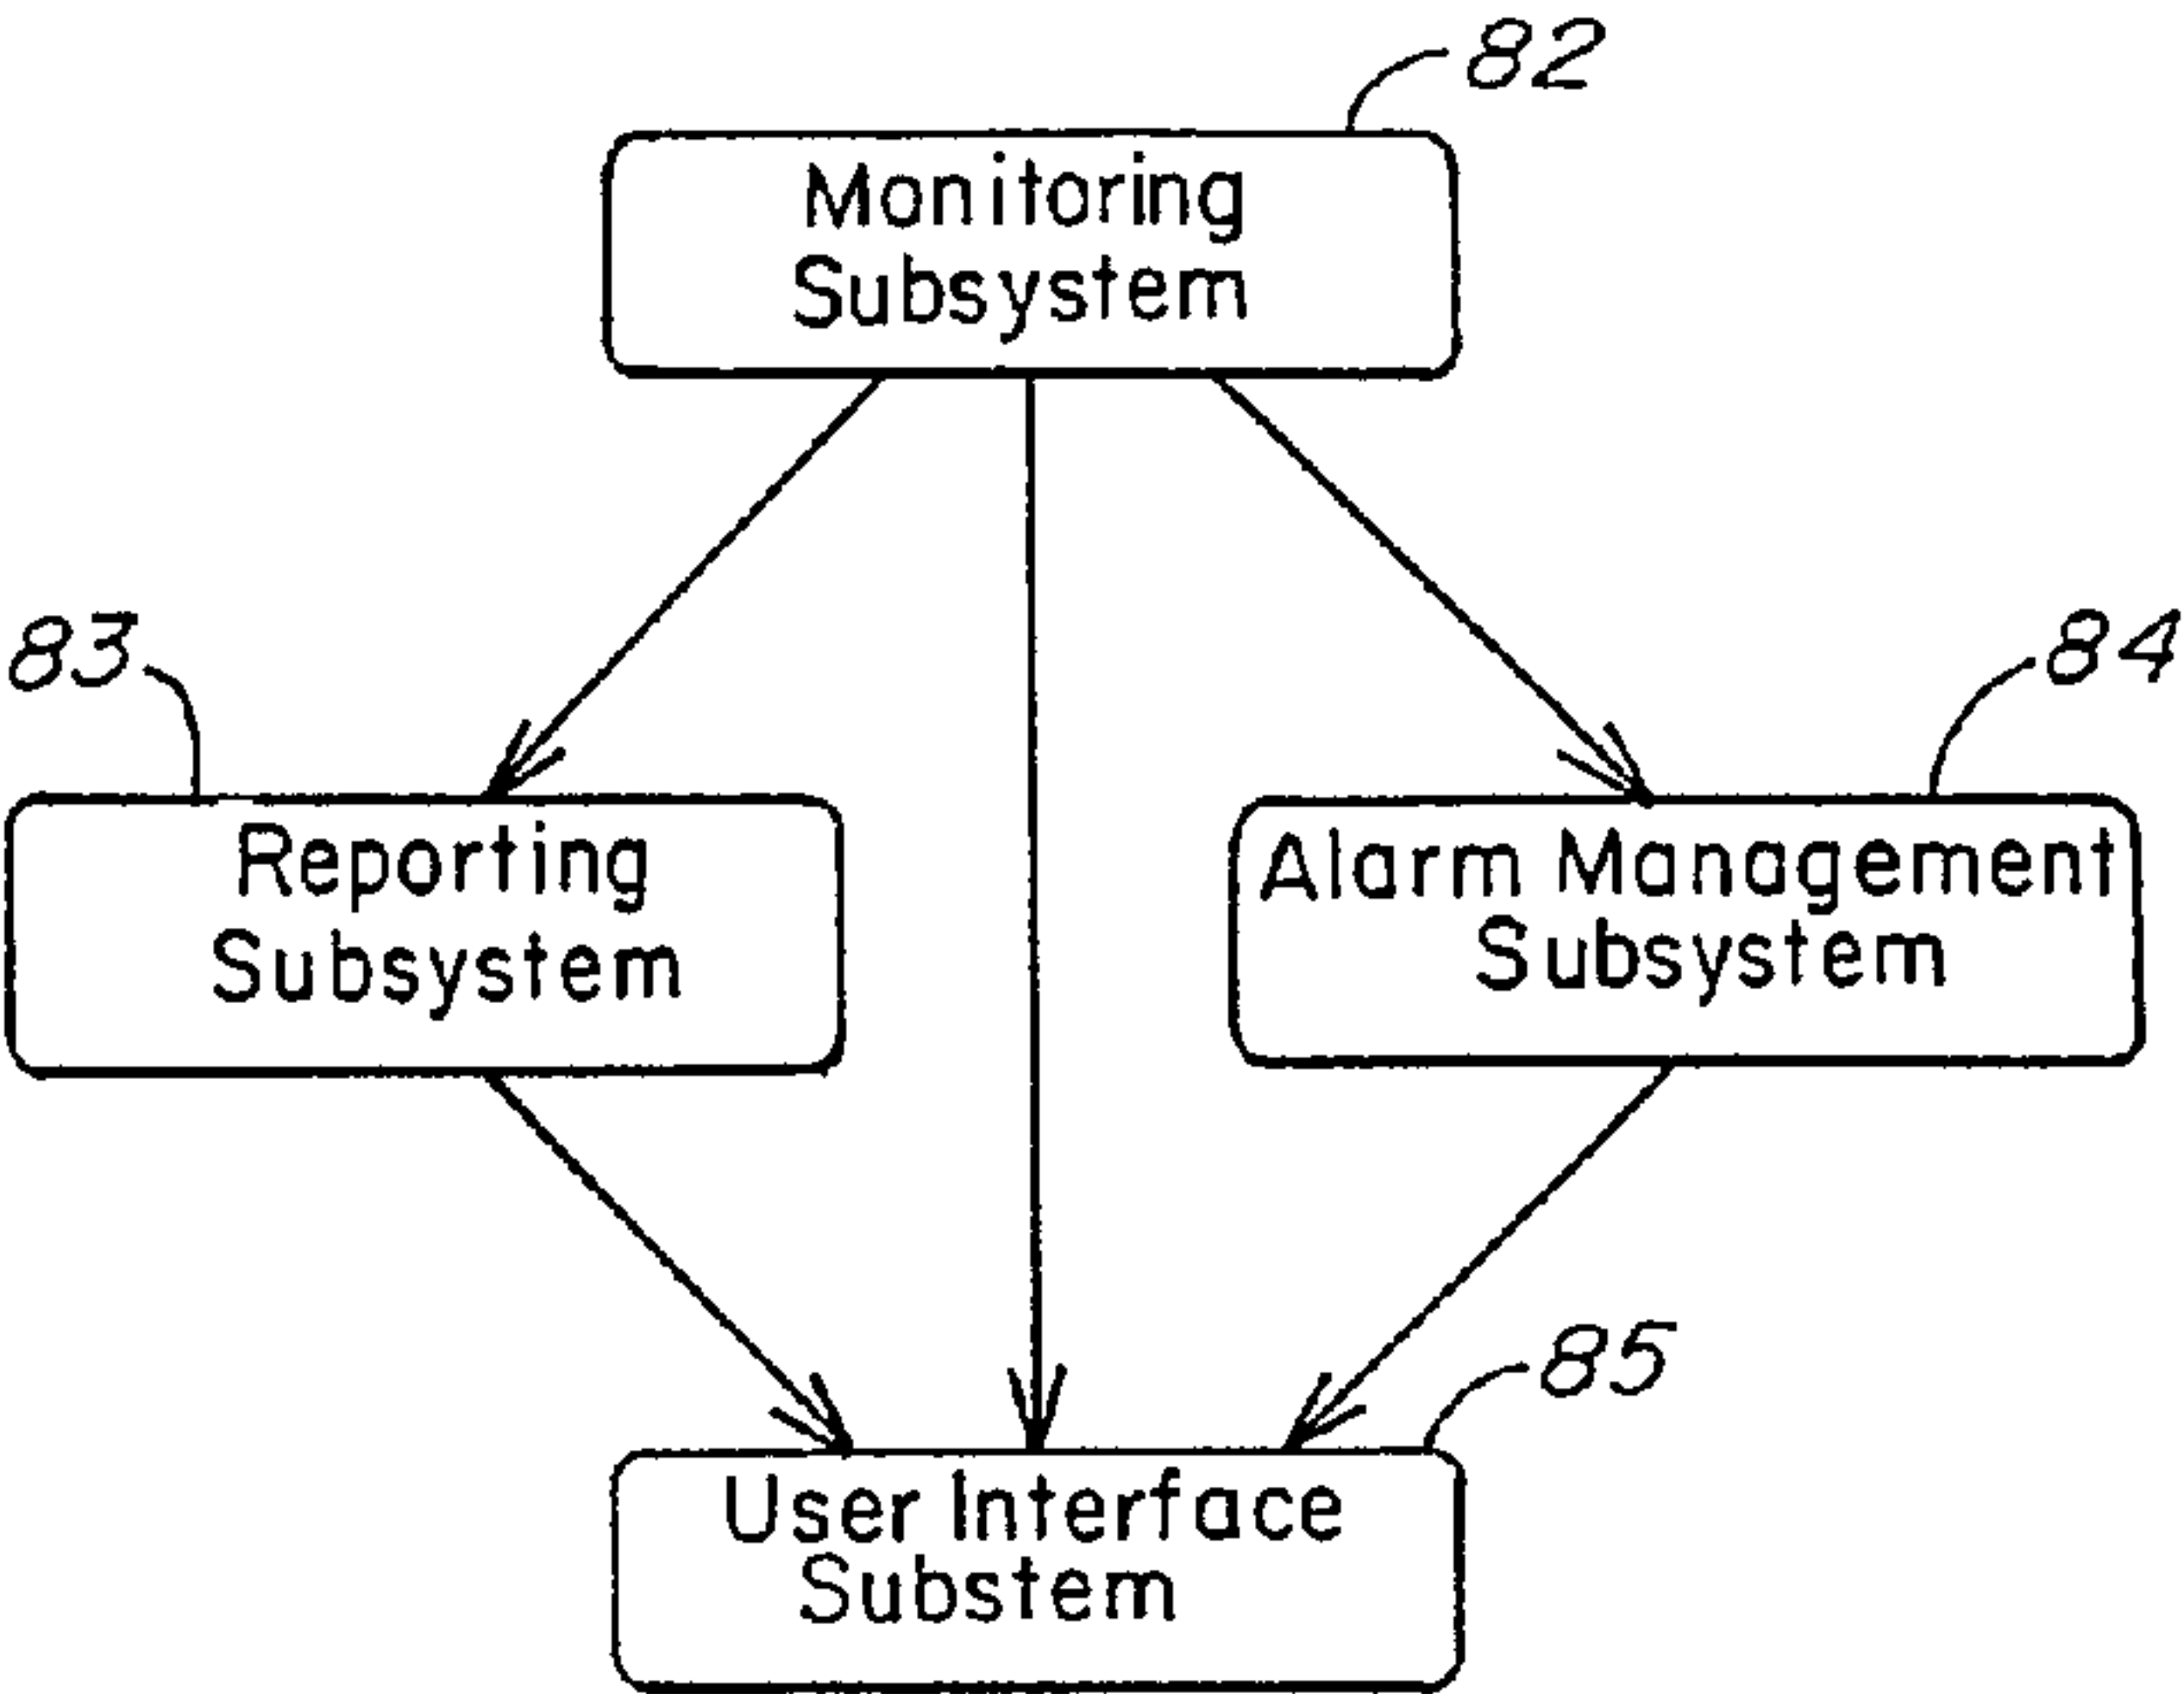 82
Monitoring
Subsystem
83
84
Reporting
Subsystem
Alarm Management
Subsystem
85
User Interface
Substem